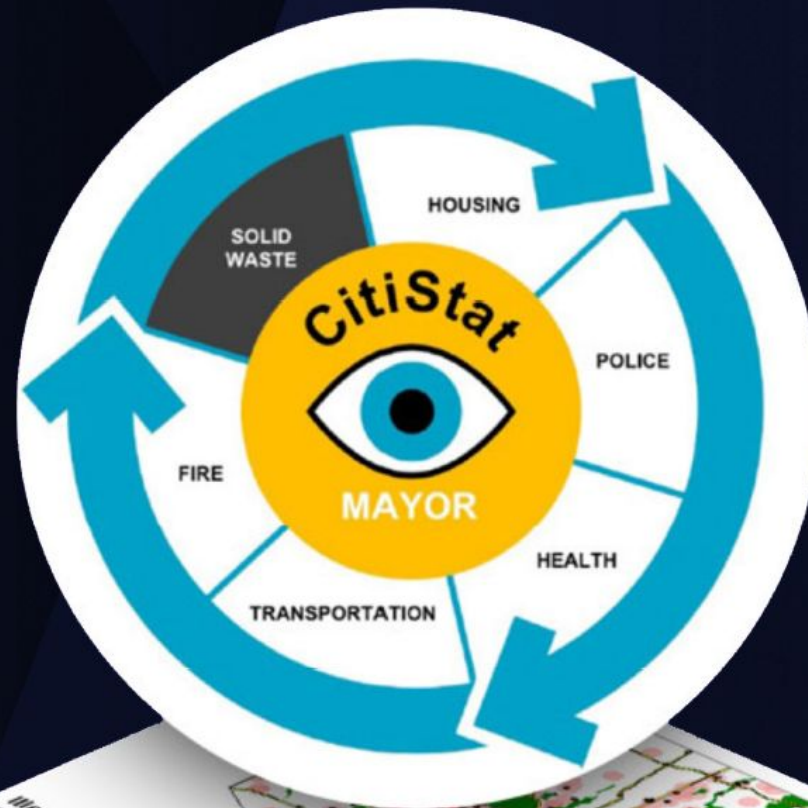 CitiStat
MAYOR
SOLID
WASTE
HOUSING
POLICE
HEALTH
TRANSPORTATION
FIRE